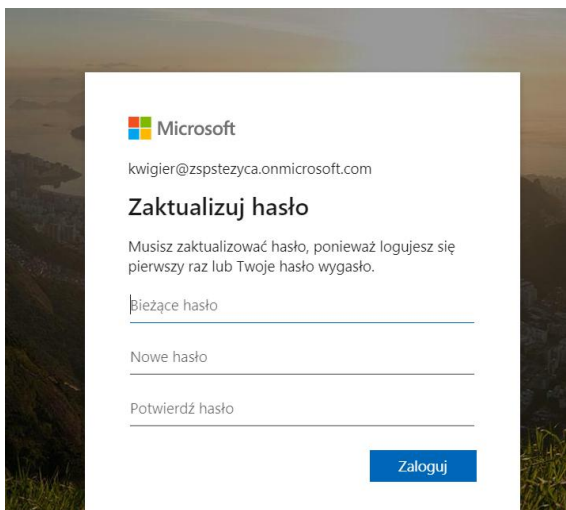 Microsoft
kwigier@zspstezyca.onmicrosoft.com
Zaktualizuj hasło
Musisz zaktualizować hasło, ponieważ logujesz się
pierwszy raz lub Twoje hasło wygasło.
Bieżące hasło
Nowe hasło
Potwierdź hasło
Zaloguj